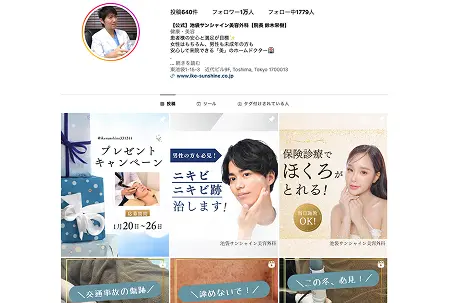 投稿640件 フォロワー1万人 フォロー中1779人
【公式】池袋サンシャイン美容外科【院長 鈴木栄樹】
健康・美容
患者様の安心と満足が目標✨
女性はもちろん、男性も未成年の方も
安心して来院できる「美」のホームドクター🏥
...
... 続きを読む
東池袋1-15-3 近代ビル9F, Toshima, Tokyo 1700013
www.ike-sunshine.co.jp
投稿 リール タグ付けされている人
プレゼント
キャンペーン
応募期間
1月20日~26日
男性の方も必見!
ニキビ
ニキビ跡
治します!
池袋サンシャイン美容外科
保険診療で
ほくろが
とれる!
毎日施術
OK!
池袋サンシャイン美容外科
＼交通事故の傷跡／
＼諦めないで!／
＼この冬、必見!／